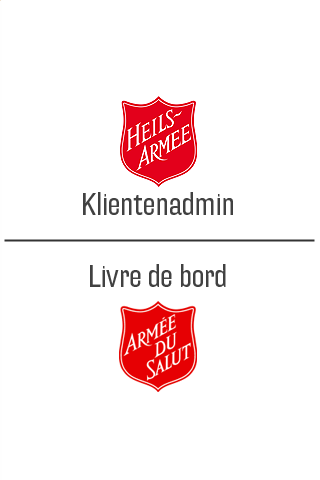 HEILS-
ARMEE
Klientenadmin
Livre de bord
ARMÉE
DU
SALUT